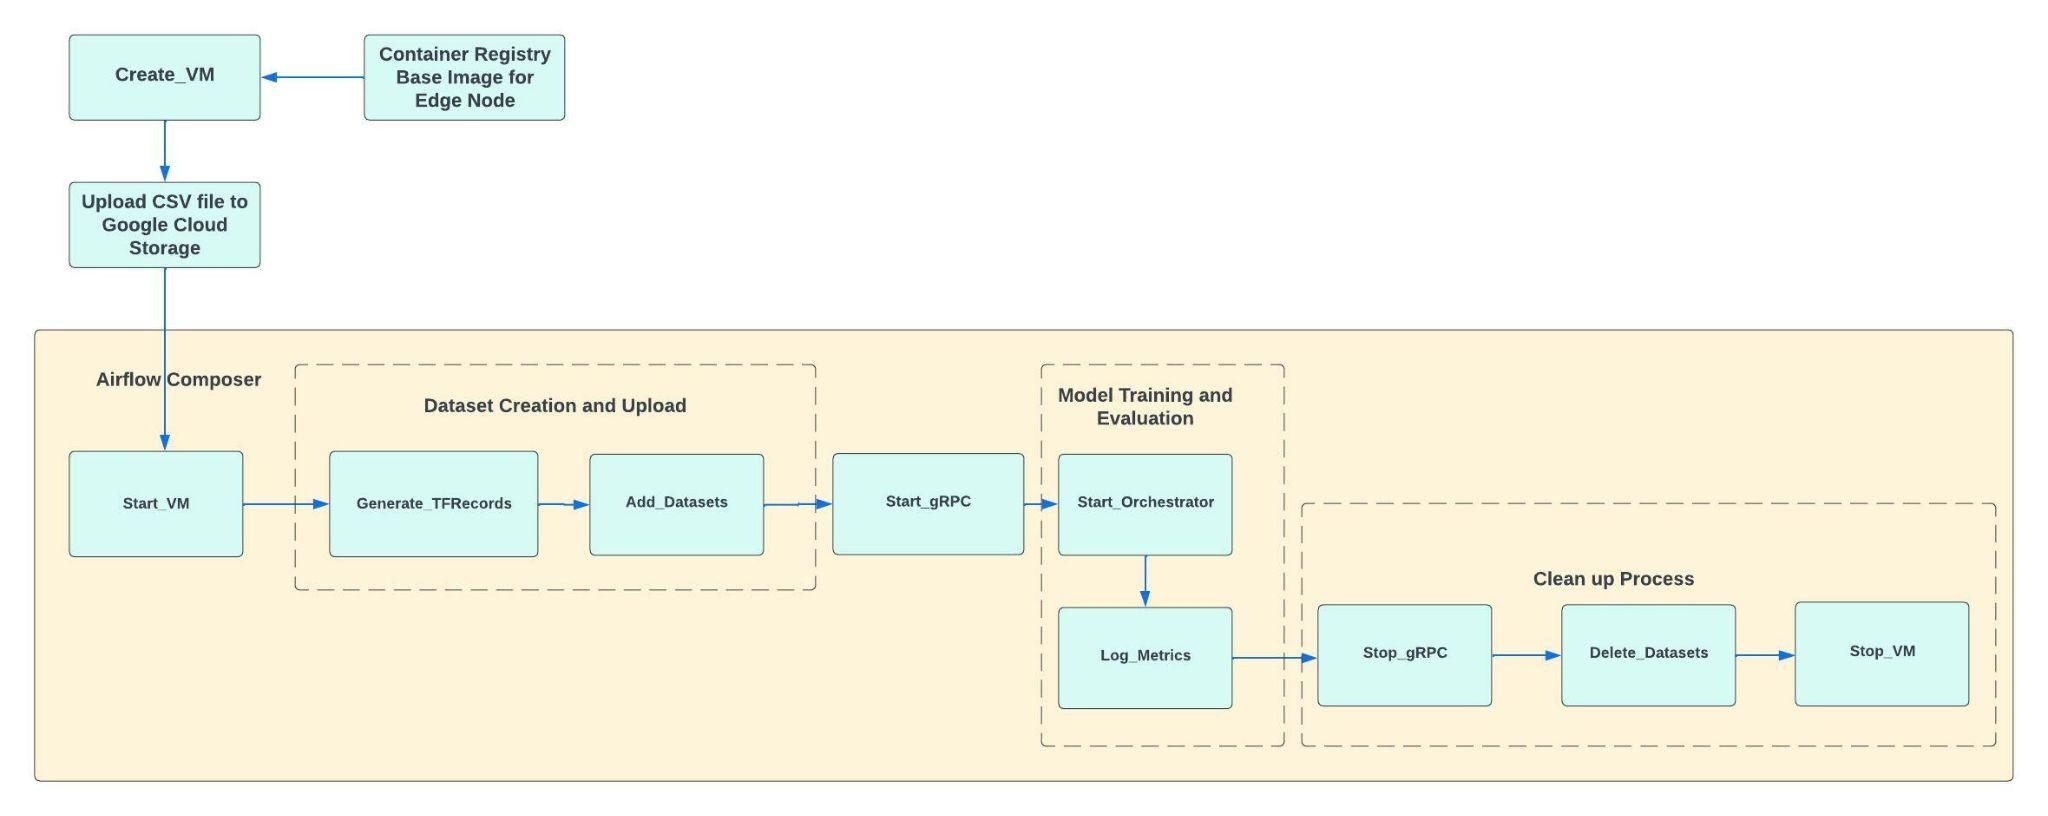 Create_VM
Container Registry
Base Image for
Edge Node
Upload CSV file to
Google Cloud
Storage
Airflow Composer
Dataset Creation and Upload
Model Training and
Evaluation
Start_VM
Generate_TFRecords
Add_Datasets
Start_gRPC
Start_Orchestrator
Clean up Process
Log_Metrics
Stop_gRPC
Delete_Datasets
Stop_VM